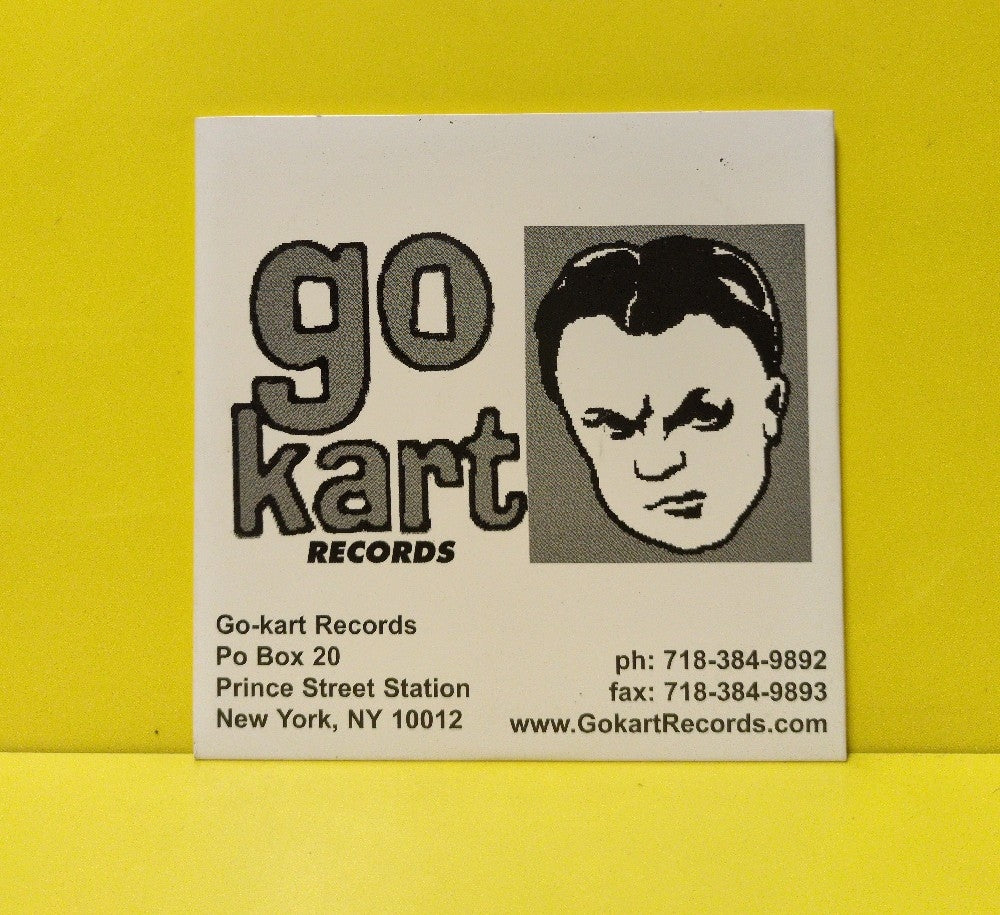 go
kart
RECORDS
Go-kart Records
Po Box 20
Prince Street Station
New York, NY 10012
ph: 718-384-9892
fax: 718-384-9893
www.GokartRecords.com